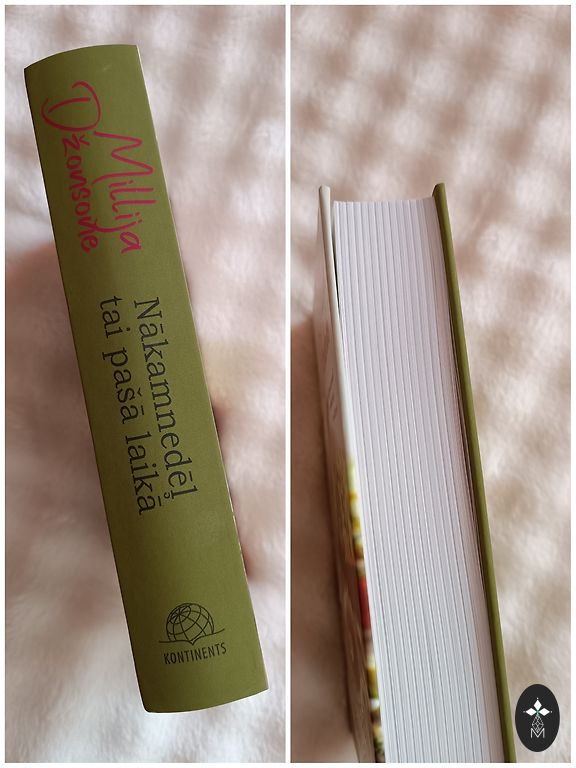 Millija
Džonsone
Nākamnedēļ
tai pašā laikā
KONTINENTS
M